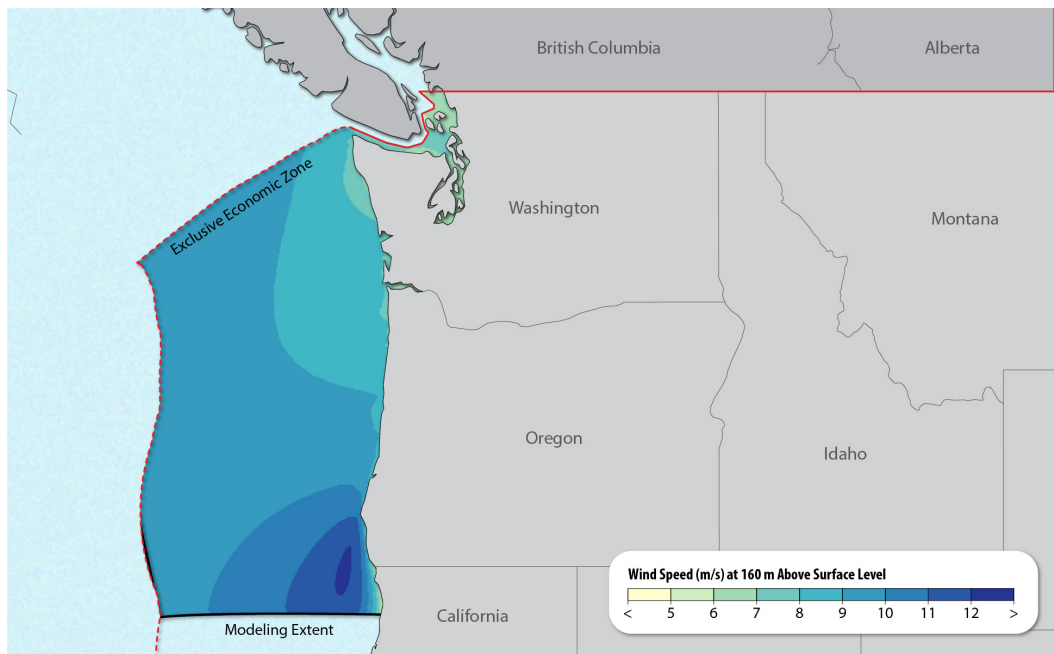 British Columbia
Alberta
Exclusive Economic Zone
Washington
Montana
Oregon
Idaho
Wind Speed (m/s) at 160 m Above Surface Level
< 5 6 7 8 9 10 11 12 >
California
Modeling Extent